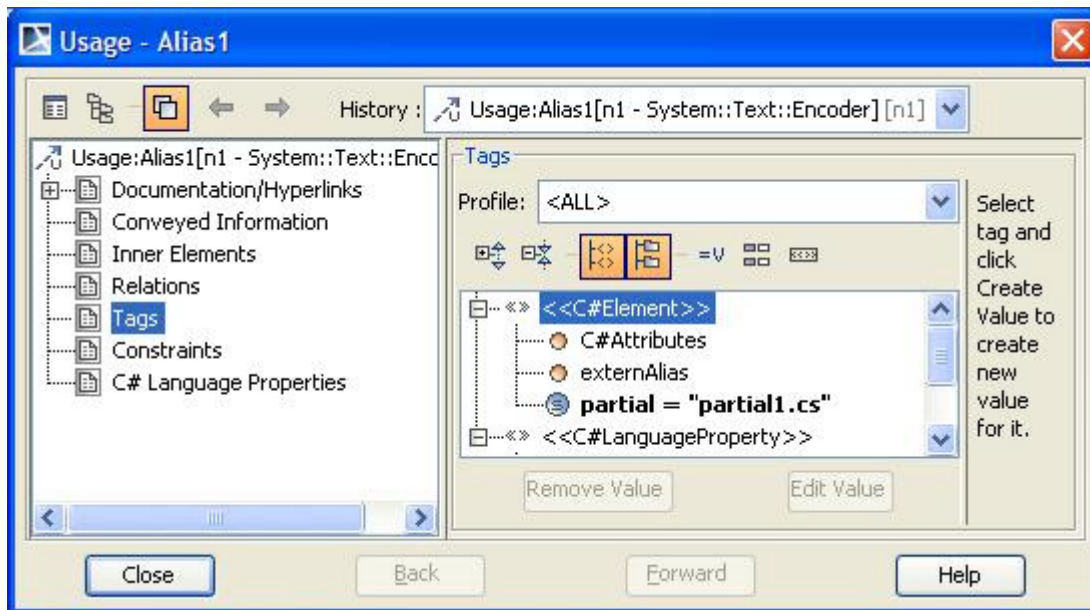 Usage - Alias1
History : Usage:Alias1[n1 - System::Text::Encoder] [n1]
Usage:Alias1[n1 - System::Text::Enco
Documentation/Hyperlinks
Conveyed Information
Inner Elements
Relations
Tags
Constraints
C# Language Properties
Tags
Profile: <ALL>
=V
<<C#Element>>
C#Attributes
externAlias
partial = "partial1.cs"
<<C#LanguageProperty>>
Remove Value Edit Value
Select
tag and
click
Create
Value to
create
new
value
for it.
Close Back Forward Help